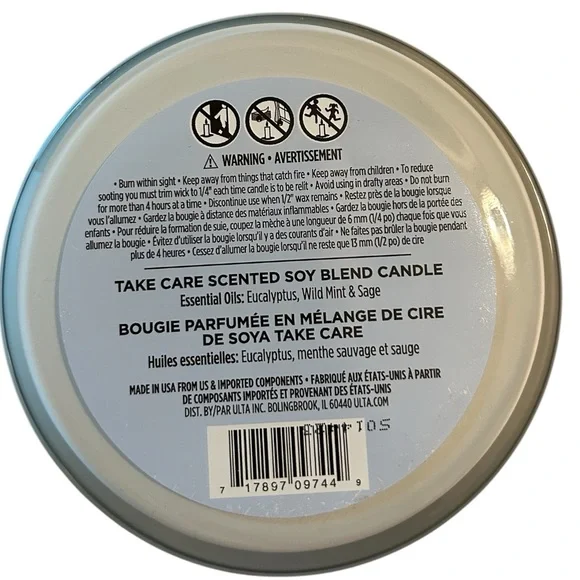 ⚠ WARNING • AVERTISSEMENT
• Burn within sight • Keep away from things that catch fire • Keep away from children • To reduce
sooting you must trim wick to 1/4" each time candle is to be relit • Avoid using in drafty areas • Do not burn
for more than 4 hours at a time • Discontinue use when 1/2" wax remains • Restez près de la bougie lorsque
vous l'allumez • Gardez la bougie à distance des matériaux inflammables • Gardez la bougie hors de la portée des
enfants • Pour réduire la formation de suie, coupez la mèche à une longueur de 6 mm (1/4 po) chaque fois que vous
allumez la bougie • Évitez d'utiliser la bougie lorsqu'il y a des courants d'air • Ne faites pas brûler la bougie pendant
plus de 4 heures • Cessez d'utiliser la bougie lorsqu'il ne reste que 13 mm (1/2 po) de cire
TAKE CARE SCENTED SOY BLEND CANDLE
Essential Oils: Eucalyptus, Wild Mint & Sage
BOUGIE PARFUMÉE EN MÉLANGE DE CIRE
DE SOYA TAKE CARE
Huiles essentielles: Eucalyptus, menthe sauvage et sauge
MADE IN USA FROM US & IMPORTED COMPONENTS • FABRIQUÉ AUX ÉTATS-UNIS À PARTIR
DE COMPOSANTS IMPORTÉS ET PROVENANT DES ÉTATS-UNIS
DIST. BY/PAR ULTA INC. BOLINGBROOK, IL 60440 ULTA.COM
7 17897 09744 9